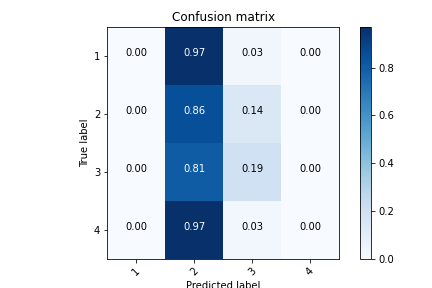 Confusion matrix
1 0.00 0.97 0.03 0.00
2 0.00 0.86 0.14 0.00
3 0.00 0.81 0.19 0.00
4 0.00 0.97 0.03 0.00
True label
1 2 3 4
Predicted label
0.8
0.6
0.4
0.2
0.0